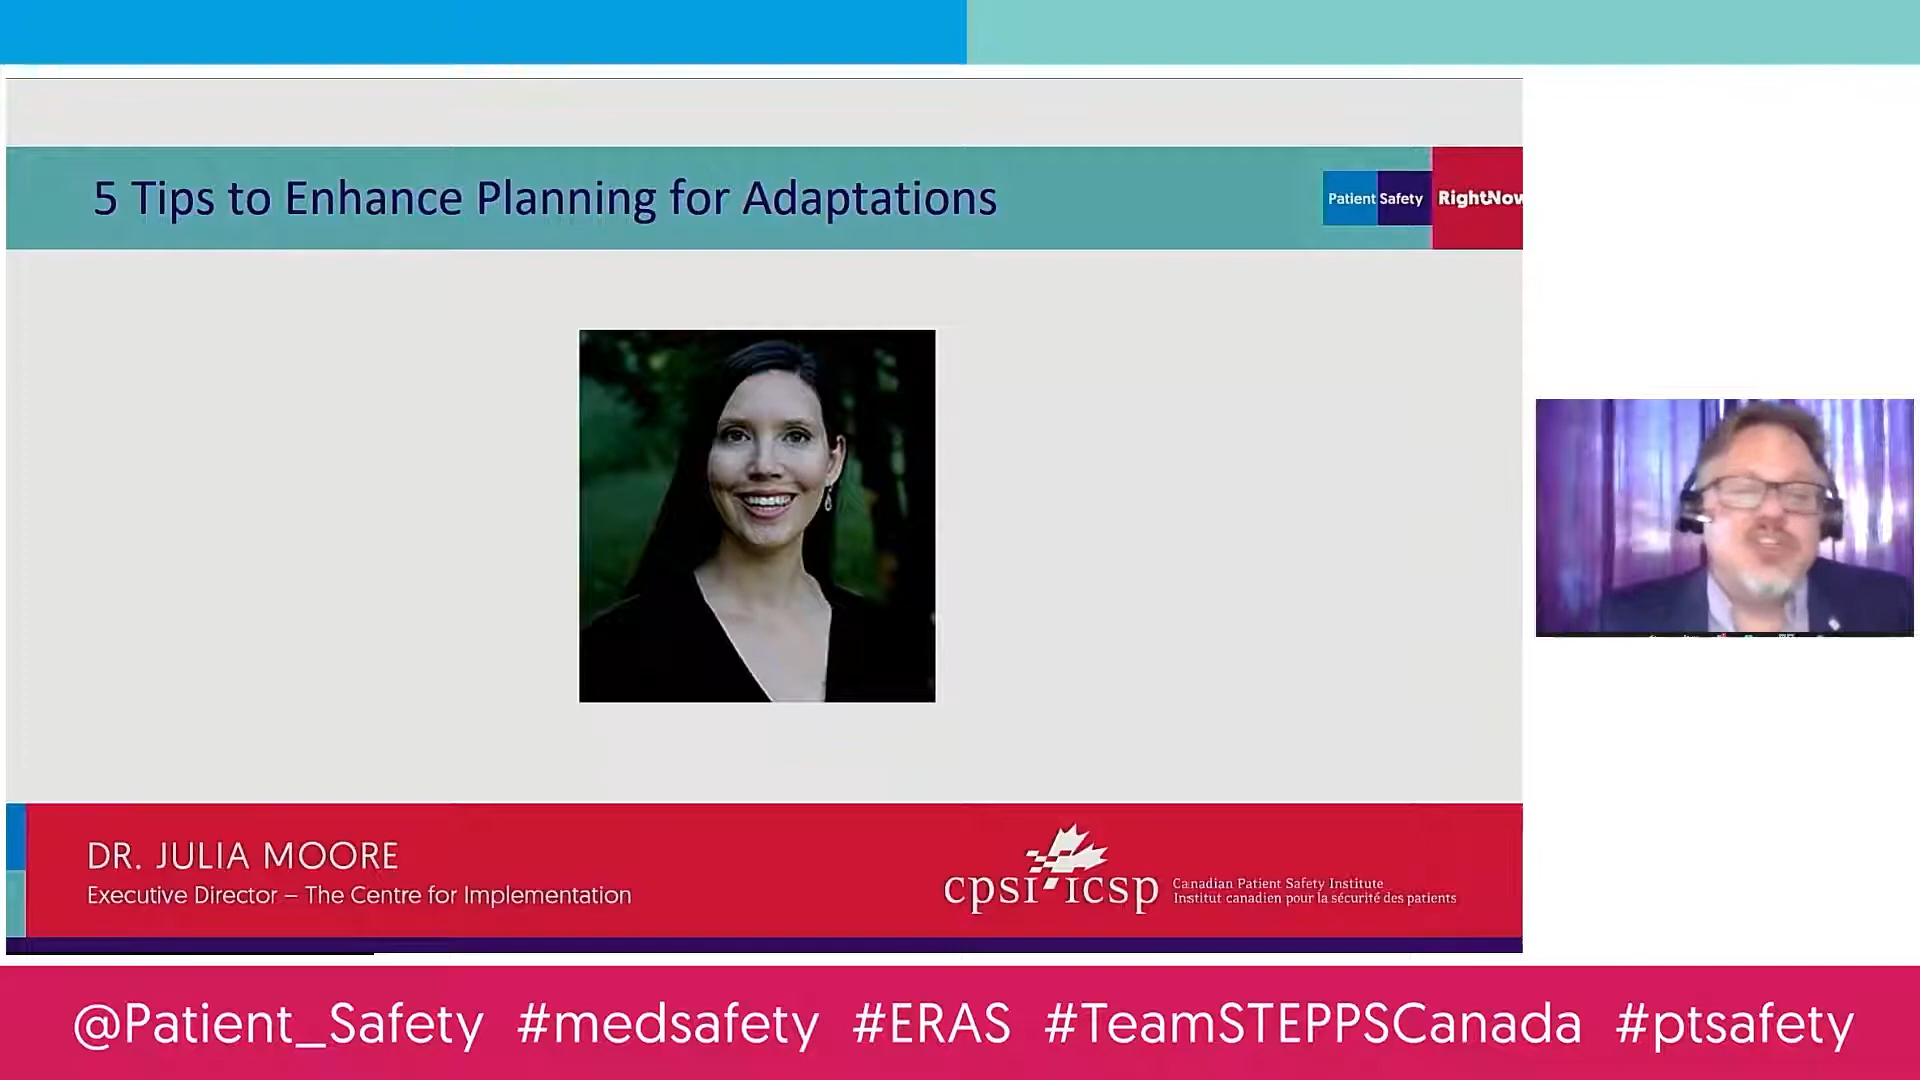 5 Tips to Enhance Planning for Adaptations
Patient Safety RightNow
DR. JULIA MOORE
Executive Director – The Centre for Implementation
cpsi icsp
Canadian Patient Safety Institute
Institut canadien pour la sécurité des patients
@Patient_Safety #medsafety #ERAS #TeamSTEPPSCanada #ptsafety